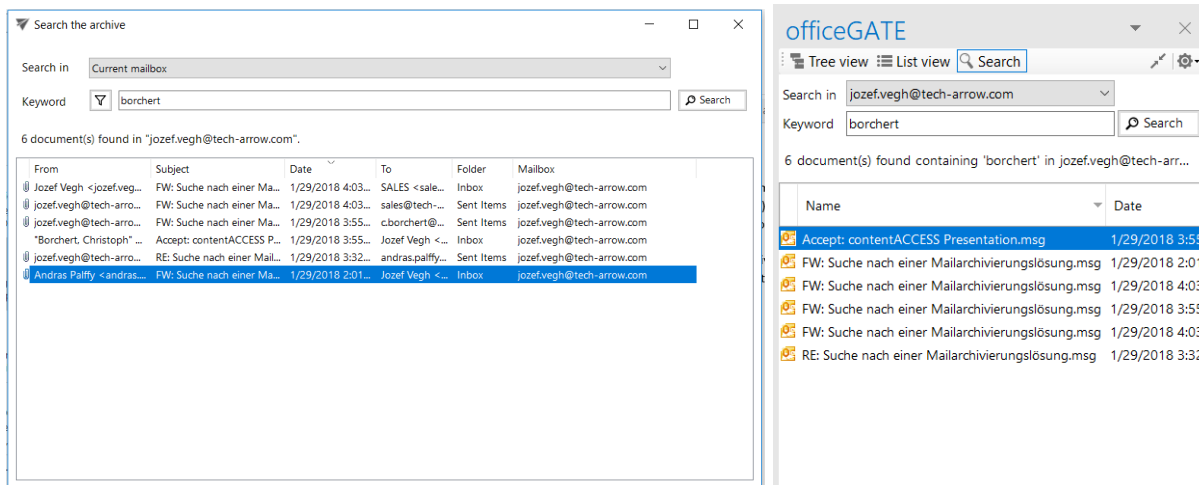 Search the archive
Search in Current mailbox
Keyword borchert Search
6 document(s) found in "jozef.vegh@tech-arrow.com".
From Subject Date To Folder Mailbox
Jozef Vegh <jozef.veg... FW: Suche nach einer Ma... 1/29/2018 4:03... SALES <sale... Inbox jozef.vegh@tech-arrow.com
jozef.vegh@tech-arro... FW: Suche nach einer Ma... 1/29/2018 4:03... sales@tech-... Sent Items jozef.vegh@tech-arrow.com
jozef.vegh@tech-arro... FW: Suche nach einer Ma... 1/29/2018 3:55... c.borchert@... Sent Items jozef.vegh@tech-arrow.com
"Borchert, Christoph" ... Accept: contentACCESS P... 1/29/2018 3:55... Jozef Vegh <... Inbox jozef.vegh@tech-arrow.com
jozef.vegh@tech-arro... RE: Suche nach einer Mail... 1/29/2018 3:32... andras.palffy... Sent Items jozef.vegh@tech-arrow.com
Andras Palffy <andras.... FW: Suche nach einer Ma... 1/29/2018 2:01... Jozef Vegh <... Inbox jozef.vegh@tech-arrow.com
officeGATE
Tree view List view Search
Search in jozef.vegh@tech-arrow.com
Keyword borchert Search
6 document(s) found containing 'borchert' in jozef.vegh@tech-arr...
Name Date
Accept: contentACCESS Presentation.msg 1/29/2018 3:55
FW: Suche nach einer Mailarchivierungslösung.msg 1/29/2018 2:01
FW: Suche nach einer Mailarchivierungslösung.msg 1/29/2018 4:03
FW: Suche nach einer Mailarchivierungslösung.msg 1/29/2018 3:55
FW: Suche nach einer Mailarchivierungslösung.msg 1/29/2018 4:03
RE: Suche nach einer Mailarchivierungslösung.msg 1/29/2018 3:32